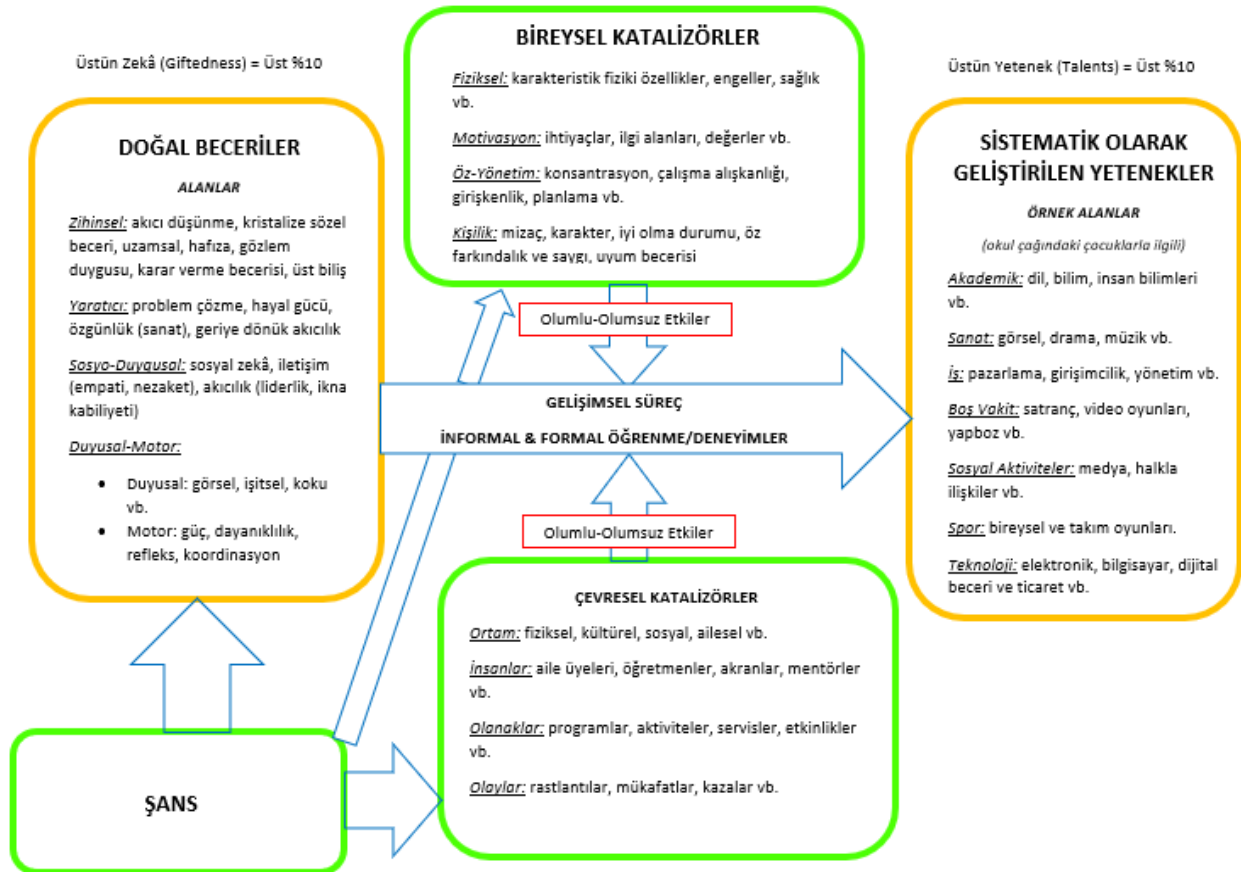 Üstün Zekâ (Giftedness) = Üst %10
DOĞAL BECERİLER
ALANLAR
Zihinsel: akıcı düşünme, kristalize sözel
beceri, uzamsal, hafıza, gözlem
duygusu, karar verme becerisi, üst biliş
Yaratıcı: problem çözme, hayal gücü,
özgünlük (sanat), geriye dönük akıcılık
Sosyo-Duygusal: sosyal zekâ, iletişim
(empati, nezaket), akıcılık (liderlik, ikna
kabiliyeti)
Duyusal-Motor:
• Duyusal: görsel, işitsel, koku
vb.
• Motor: güç, dayanıklılık,
refleks, koordinasyon
BİREYSEL KATALİZÖRLER
Fiziksel: karakteristik fiziki özellikler, engeller, sağlık
vb.
Motivasyon: ihtiyaçlar, ilgi alanları, değerler vb.
Öz-Yönetim: konsantrasyon, çalışma alışkanlığı,
girişkenlik, planlama vb.
Kişilik: mizaç, karakter, iyi olma durumu, öz
farkındalık ve saygı, uyum becerisi
Olumlu-Olumsuz Etkiler
GELİŞİMSEL SÜREÇ
İNFORMAL & FORMAL ÖĞRENME/DENEYİMLER
Olumlu-Olumsuz Etkiler
ÇEVRESEL KATALİZÖRLER
Ortam: fiziksel, kültürel, sosyal, ailesel vb.
İnsanlar: aile üyeleri, öğretmenler, akranlar, mentörler
vb.
Olanaklar: programlar, aktiviteler, servisler, etkinlikler
vb.
Olaylar: rastlantılar, mükafatlar, kazalar vb.
ŞANS
Üstün Yetenek (Talents) = Üst %10
SİSTEMATİK OLARAK
GELİŞTİRİLEN YETENEKLER
ÖRNEK ALANLAR
(okul çağındaki çocuklarla ilgili)
Akademik: dil, bilim, insan bilimleri
vb.
Sanat: görsel, drama, müzik vb.
İş: pazarlama, girişimcilik, yönetim vb.
Boş Vakit: satranç, video oyunları,
yapboz vb.
Sosyal Aktiviteler: medya, halkla
ilişkiler vb.
Spor: bireysel ve takım oyunları.
Teknoloji: elektronik, bilgisayar, dijital
beceri ve ticaret vb.